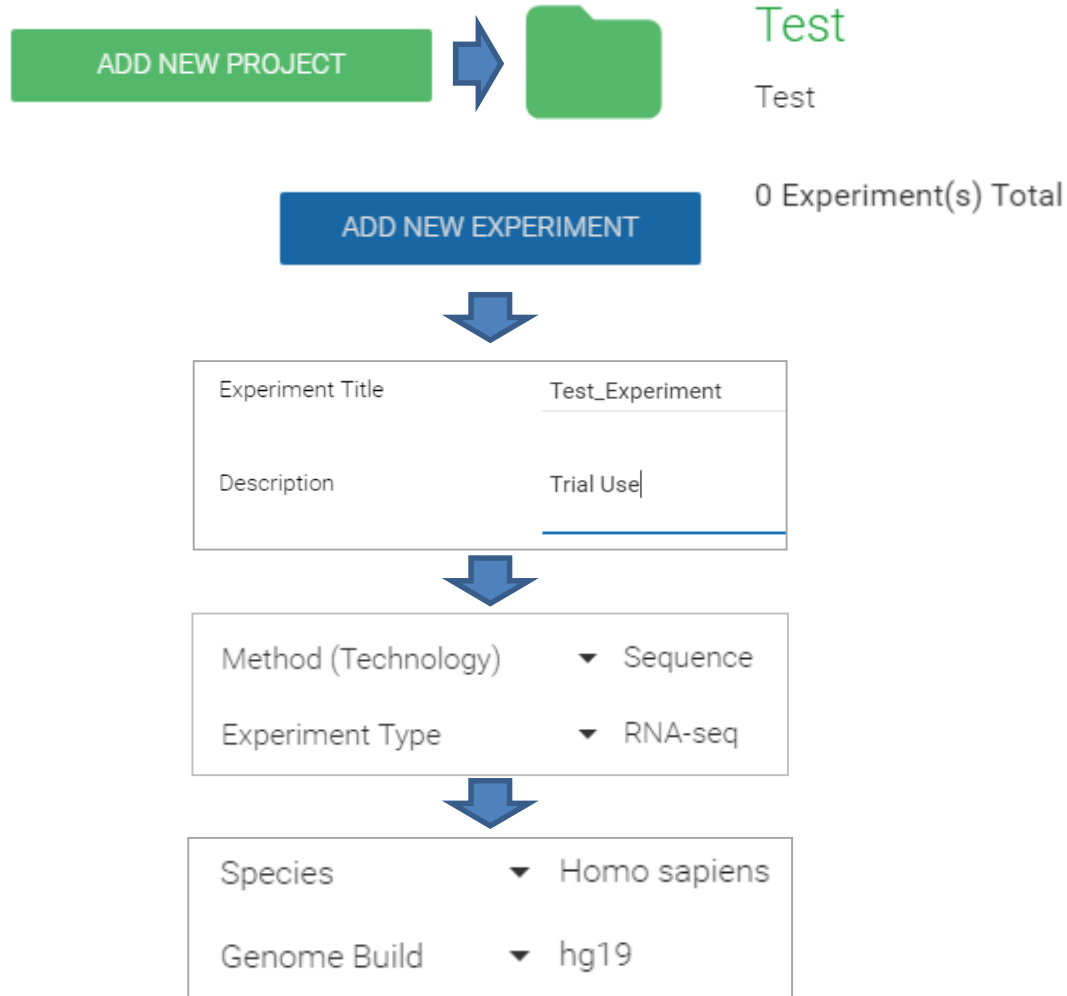 ADD NEW PROJECT
Test
Test
0 Experiment(s) Total
ADD NEW EXPERIMENT
Experiment Title Test_Experiment
Description Trial Use
Method (Technology) Sequence
Experiment Type RNA-seq
Species Homo sapiens
Genome Build hg19